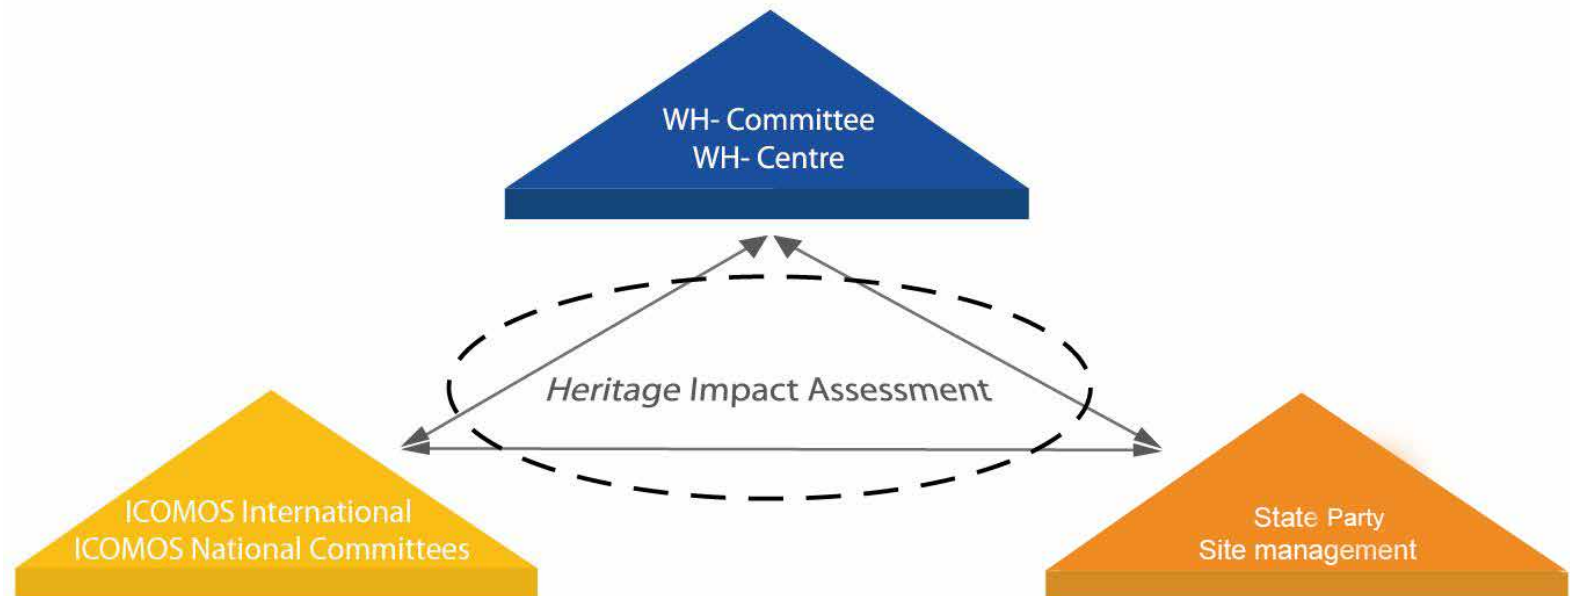 WH- Committee
WH- Centre
Heritage Impact Assessment
ICOMOS International
ICOMOS National Committees
State Party
Site management